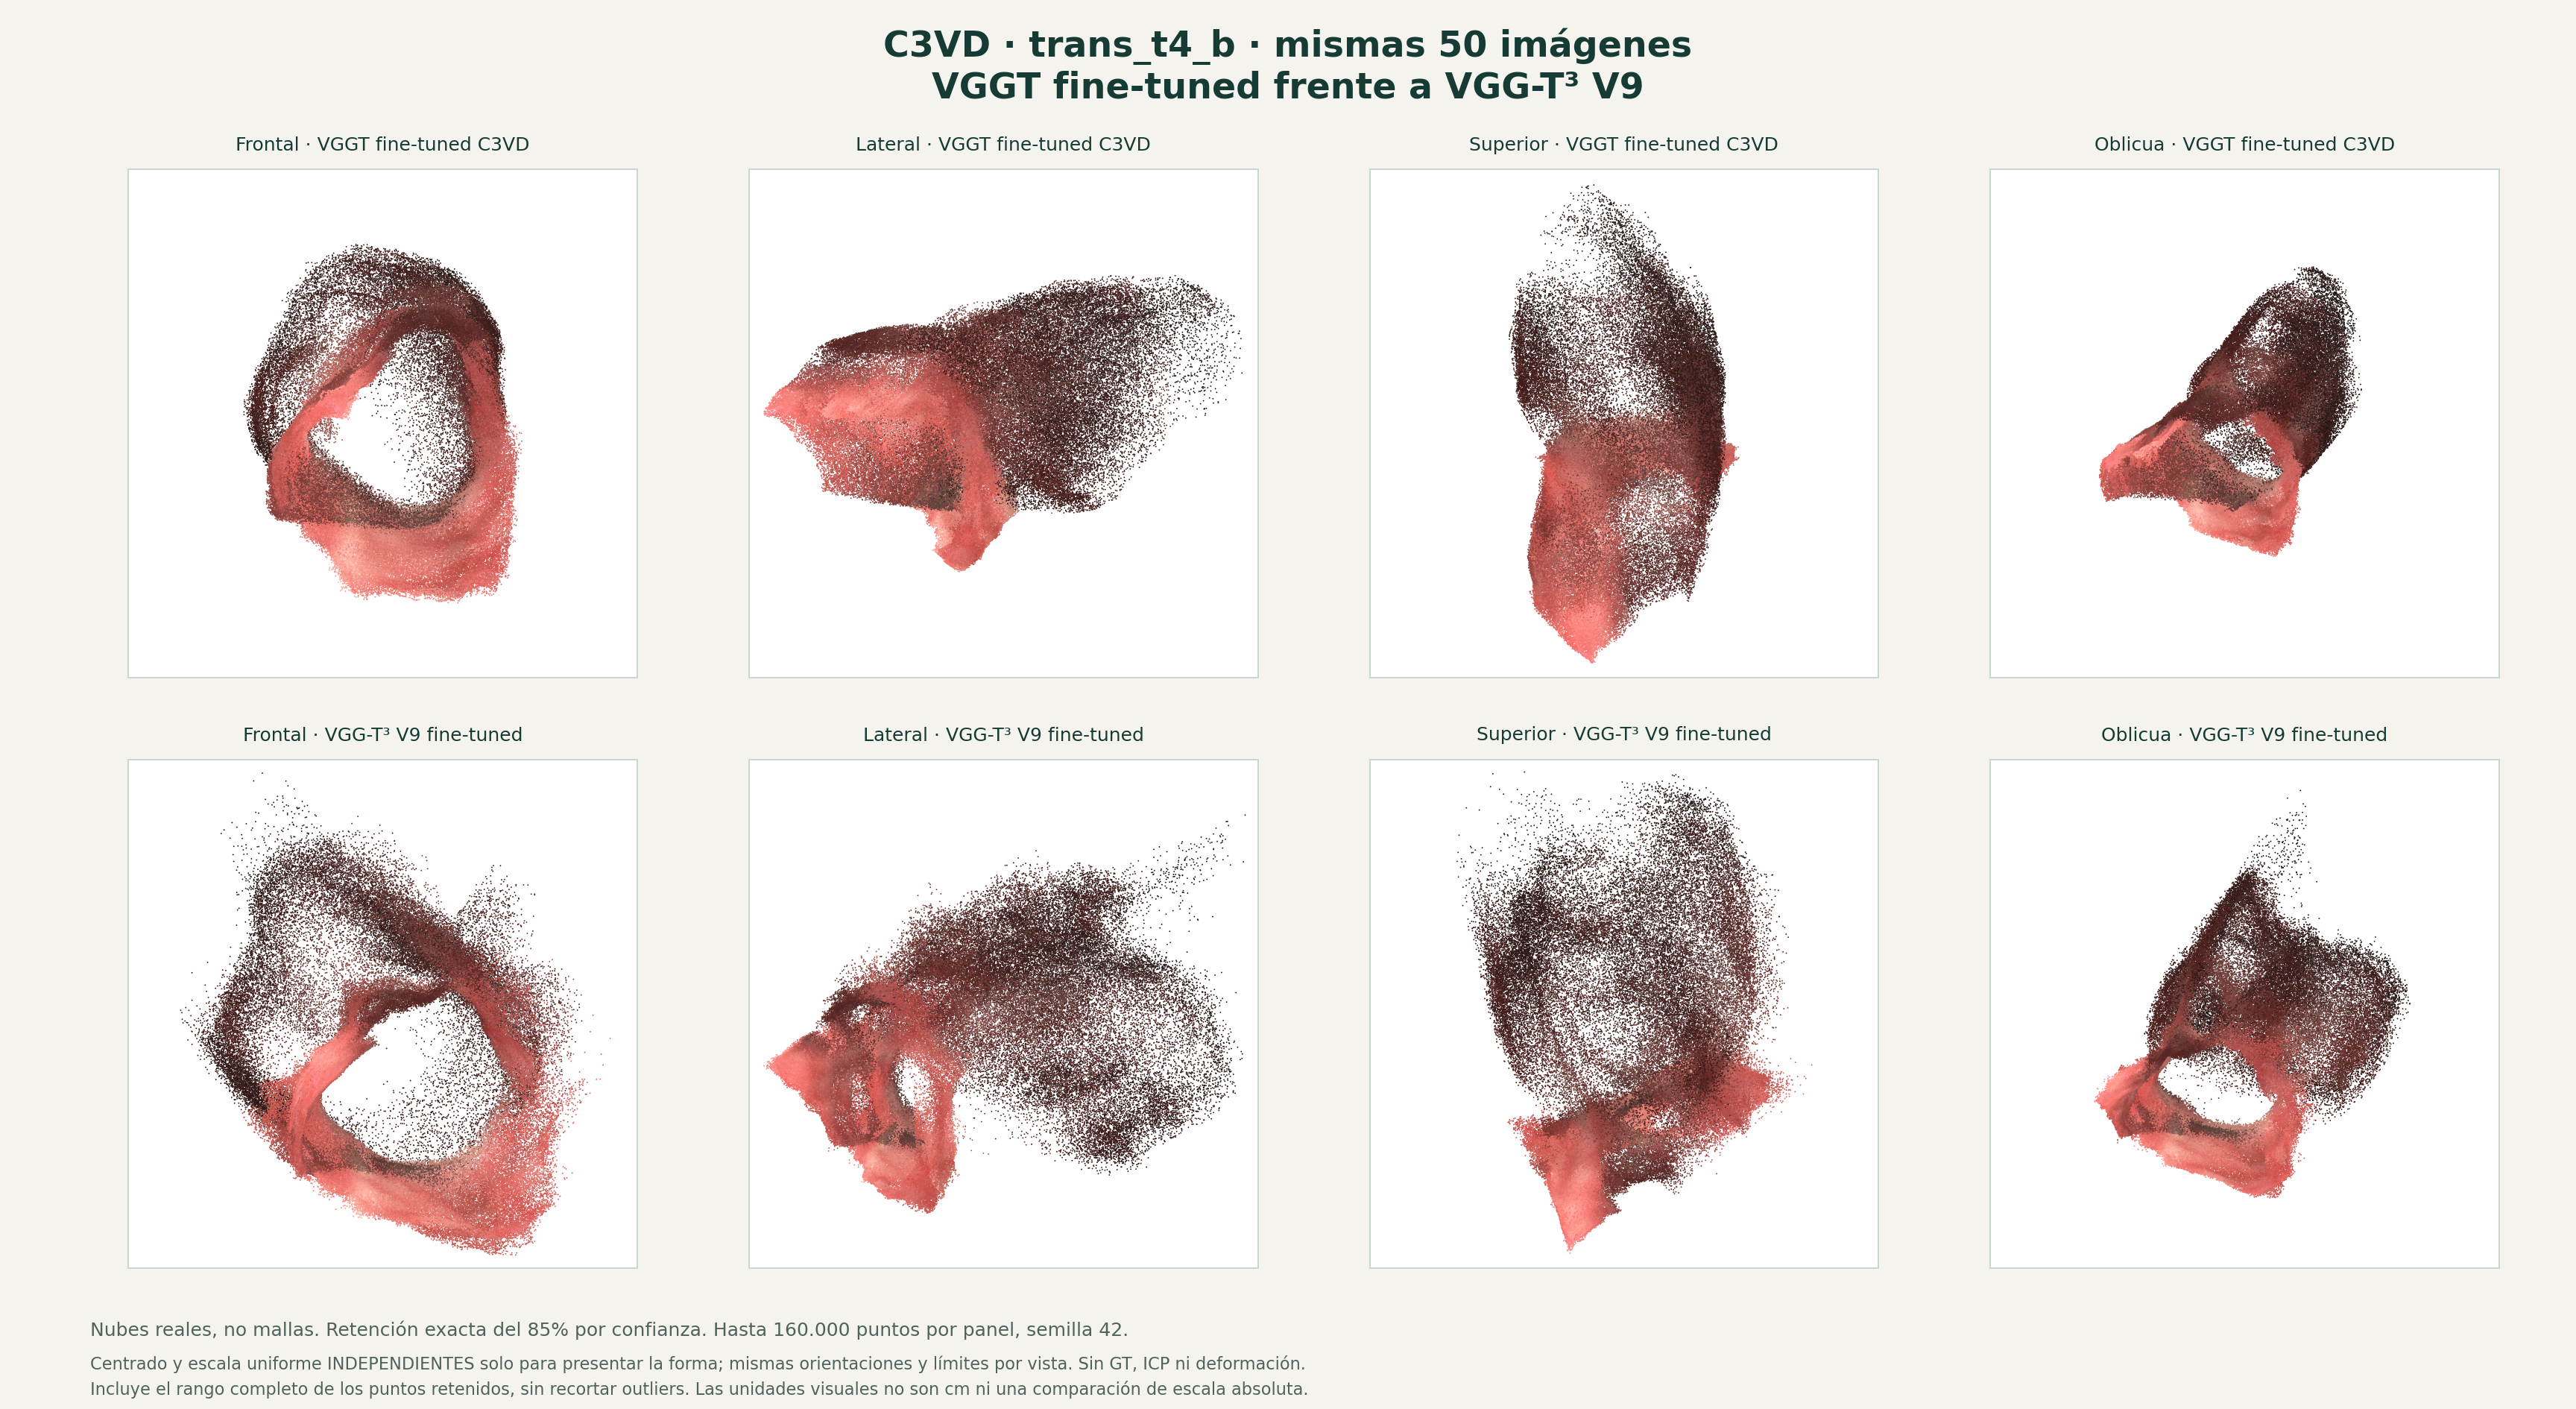 C3VD · trans_t4_b · mismas 50 imágenes
VGGT fine-tuned frente a VGG-T³ V9
Frontal · VGGT fine-tuned C3VD
Lateral · VGGT fine-tuned C3VD
Superior · VGGT fine-tuned C3VD
Oblicua · VGGT fine-tuned C3VD
Frontal · VGG-T³ V9 fine-tuned
Lateral · VGG-T³ V9 fine-tuned
Superior · VGG-T³ V9 fine-tuned
Oblicua · VGG-T³ V9 fine-tuned
Nubes reales, no mallas. Retención exacta del 85% por confianza. Hasta 160.000 puntos por panel, semilla 42.
Centrado y escala uniforme INDEPENDIENTES solo para presentar la forma; mismas orientaciones y límites por vista. Sin GT, ICP ni deformación.
Incluye el rango completo de los puntos retenidos, sin recortar outliers. Las unidades visuales no son cm ni una comparación de escala absoluta.